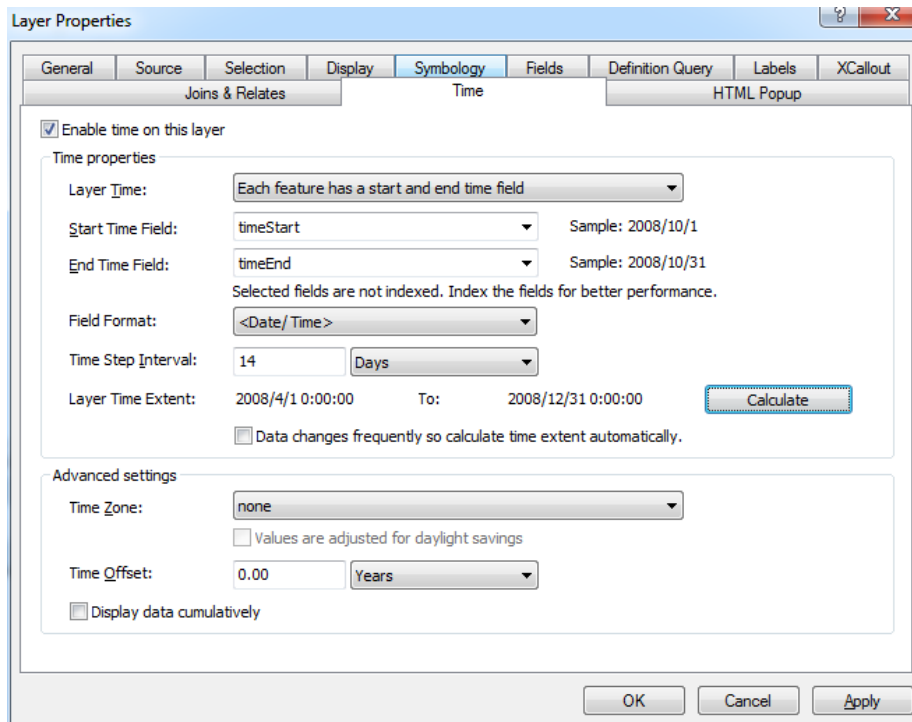 Layer Properties
?
General Source Selection Display Symbology Fields Definition Query Labels XCallout
Joins & Relates Time HTML Popup
Enable time on this layer
Time properties
Layer Time: Each feature has a start and end time field
Start Time Field: timeStart Sample: 2008/10/1
End Time Field: timeEnd Sample: 2008/10/31
Selected fields are not indexed. Index the fields for better performance.
Field Format: <Date/Time>
Time Step Interval: 14 Days
Layer Time Extent: 2008/4/1 0:00:00 To: 2008/12/31 0:00:00 Calculate
Data changes frequently so calculate time extent automatically.
Advanced settings
Time Zone: none
Values are adjusted for daylight savings
Time Offset: 0.00 Years
Display data cumulatively
OK Cancel Apply